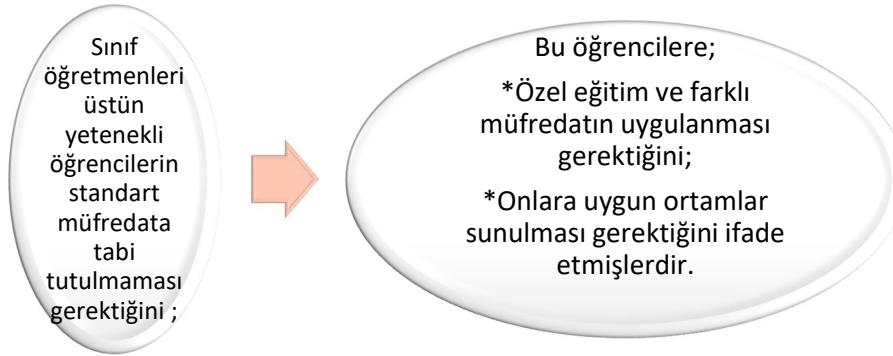 Sınıf
öğretmenleri
üstün
yetenekli
öğrencilerin
standart
müfredata
tabi
tutulmaması
gerektiğini ;
Bu öğrencilere;
*Özel eğitim ve farklı
müfredatın uygulanması
gerektiğini;
*Onlara uygun ortamlar
sunulması gerektiğini ifade
etmişlerdir.